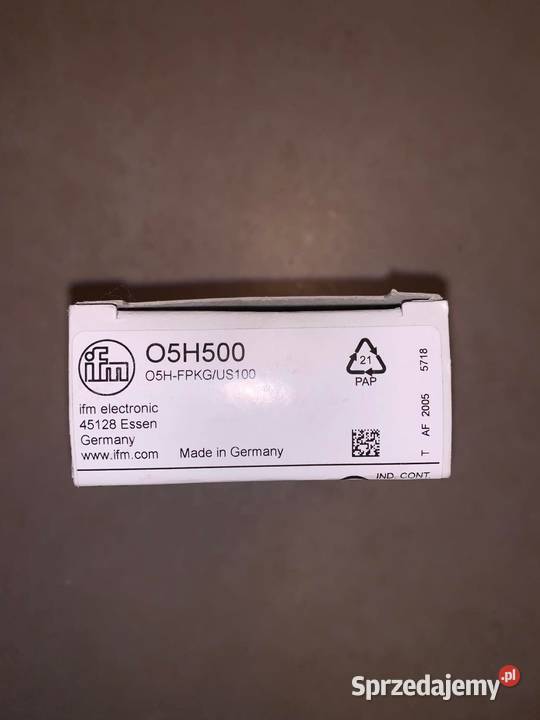 ifm
O5H500
O5H-FPKG/US100
ifm electronic
45128 Essen
Germany
www.ifm.com
Made in Germany
21
PAP
T AF 2005 5718
IND. CONT.
Sprzedajemy.pl